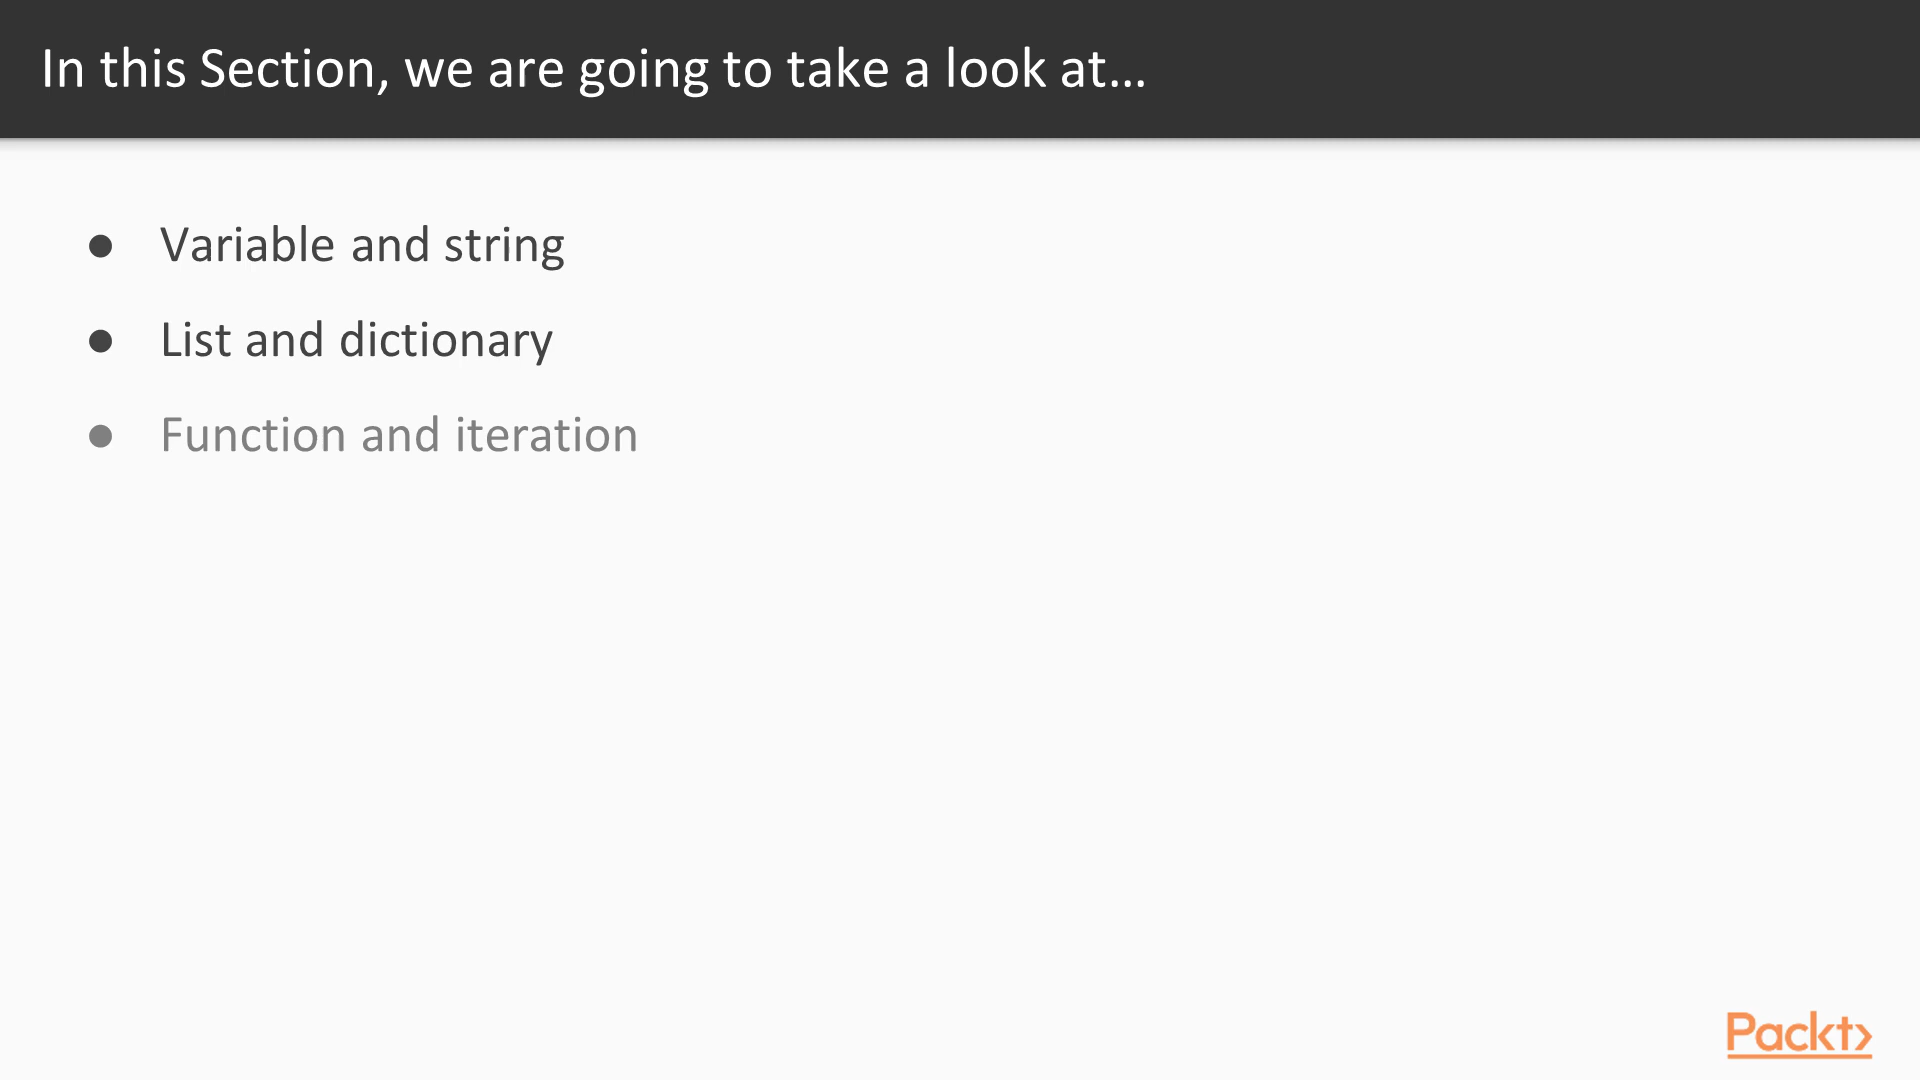 In this Section, we are going to take a look at...
● Variable and string
● List and dictionary
● Function and iteration
Packt>